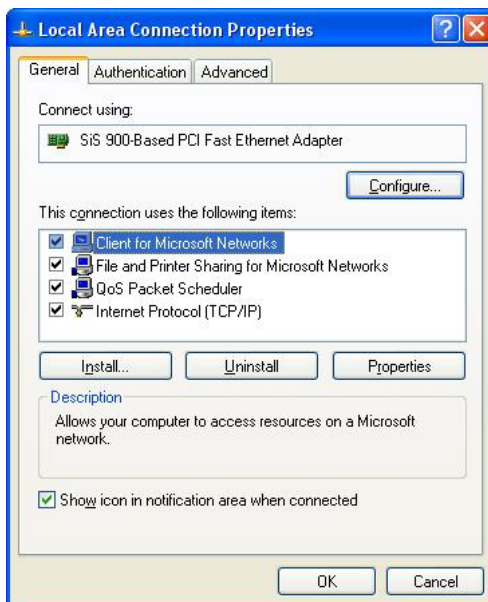 Local Area Connection Properties
General Authentication Advanced
Connect using:
SiS 900-Based PCI Fast Ethernet Adapter
Configure...
This connection uses the following items:
Client for Microsoft Networks
File and Printer Sharing for Microsoft Networks
QoS Packet Scheduler
Internet Protocol (TCP/IP)
Install... Uninstall Properties
Description
Allows your computer to access resources on a Microsoft
network.
Show icon in notification area when connected
OK Cancel